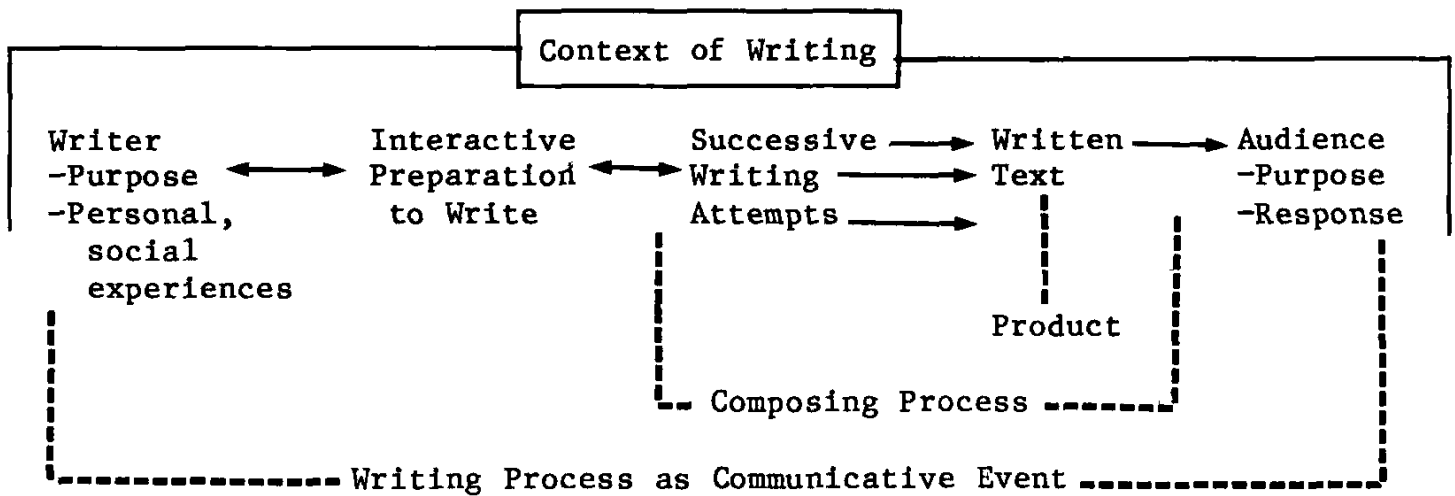 Context of Writing
Writer Interactive Successive Written Audience
-Purpose Preparation Writing Text -Purpose
-Personal, to Write Attempts -Response
social
experiences
Product
Composing Process
Writing Process as Communicative Event